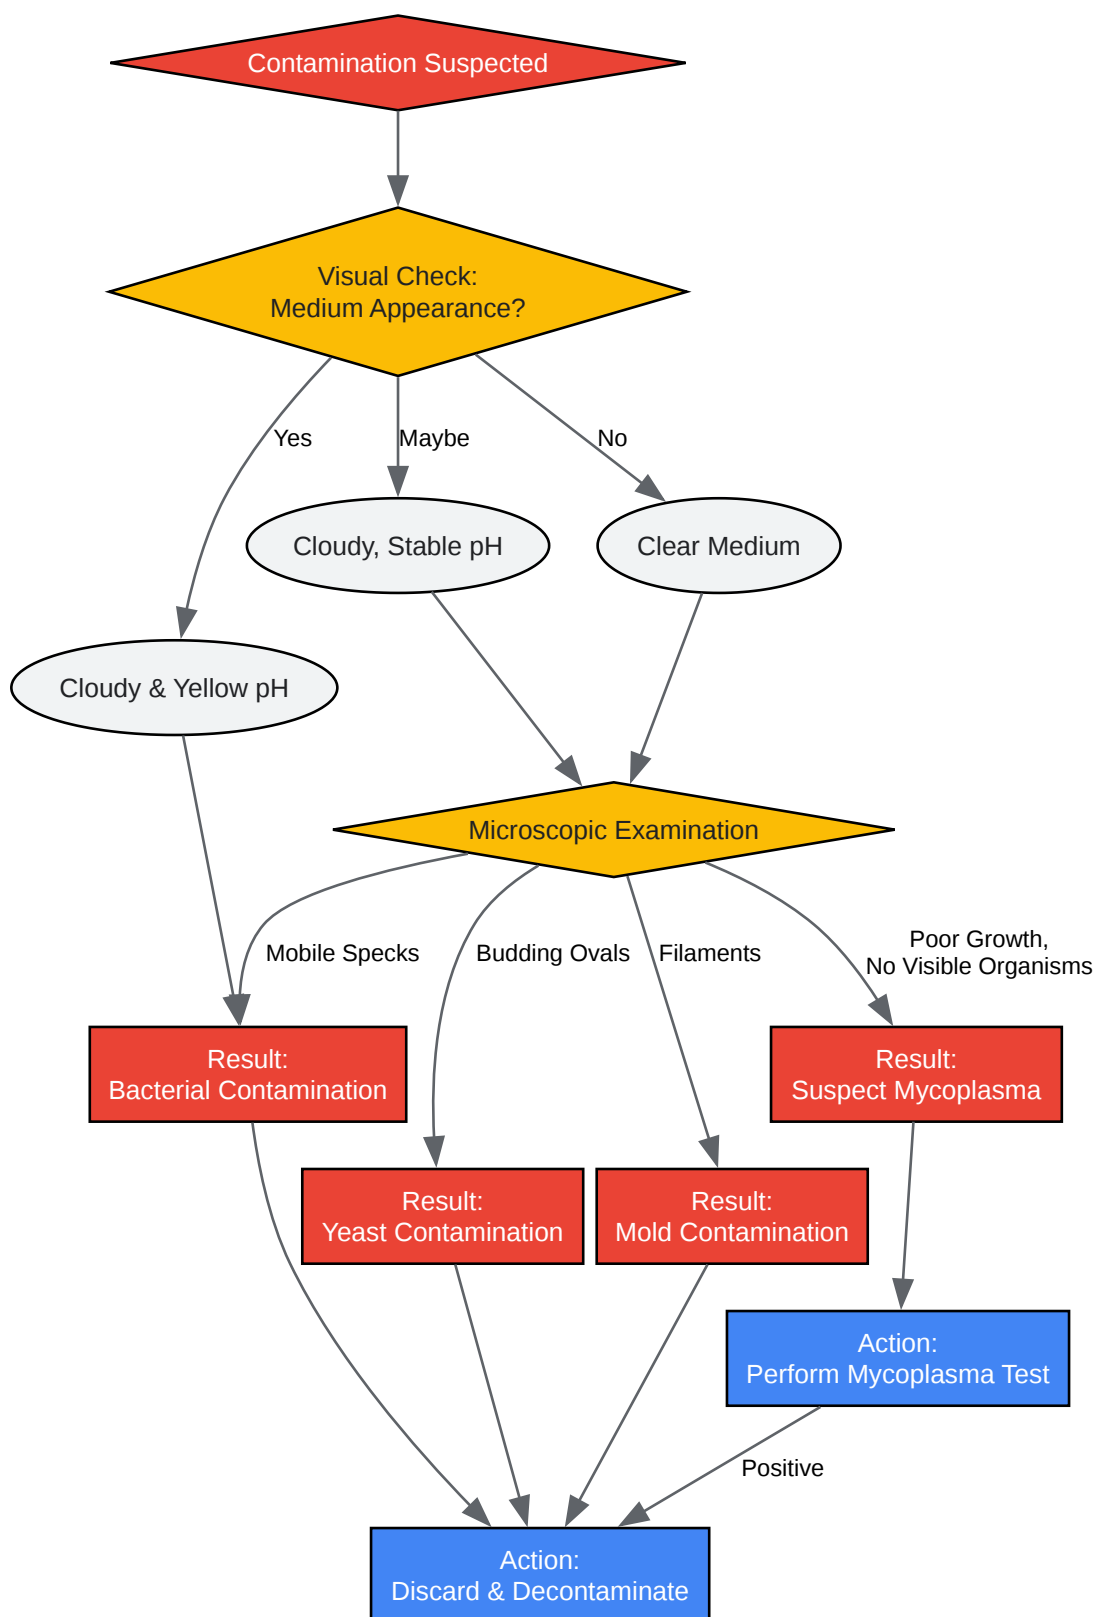 Contamination Suspected
Visual Check:
Medium Appearance?
Yes
Maybe
No
Cloudy, Stable pH
Clear Medium
Cloudy & Yellow pH
Microscopic Examination
Mobile Specks
Budding Ovals
Filaments
Poor Growth,
No Visible Organisms
Result:
Bacterial Contamination
Result:
Suspect Mycoplasma
Result:
Yeast Contamination
Result:
Mold Contamination
Action:
Perform Mycoplasma Test
Positive
Action:
Discard & Decontaminate